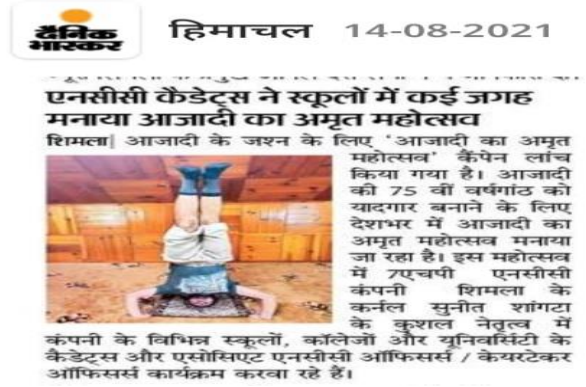 दैनिक
भास्कर
हिमाचल 14-08-2021
एनसीसी कैडेट्स ने स्कूलों में कई जगह
मनाया आजादी का अमृत महोत्सव
शिमला| आजादी के जश्न के लिए 'आजादी का अमृत
महोत्सव' कैंपेन लांच
किया गया है। आजादी
की 75 वीं वर्षगांठ को
यादगार बनाने के लिए
देशभर में आजादी का
अमृत महोत्सव मनाया
जा रहा है। इस महोत्सव
में 7एचपी एनसीसी
कंपनी शिमला के
कर्नल सुनीत शांगटा
के कुशल नेतृत्व में
कंपनी के विभिन्न स्कूलों, कॉलेजों और यूनिवर्सिटी के
कैडेट्स और एसोसिएट एनसीसी ऑफिसर्स / केयरटेकर
ऑफिसर्स कार्यक्रम करवा रहे हैं।